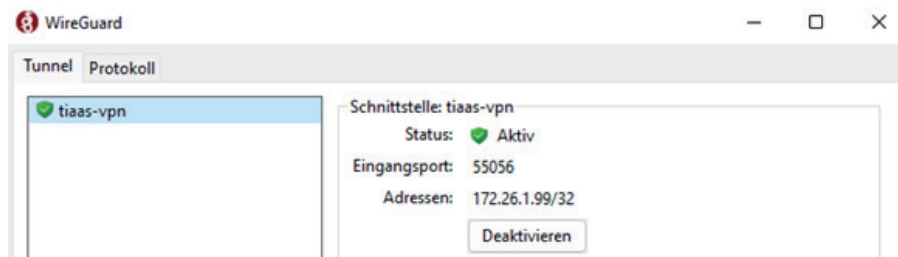 WireGuard
Tunnel Protokoll
tiaas-vpn
Schnittstelle: tiaas-vpn
Status: Aktiv
Eingangsport: 55056
Adressen: 172.26.1.99/32
Deaktivieren